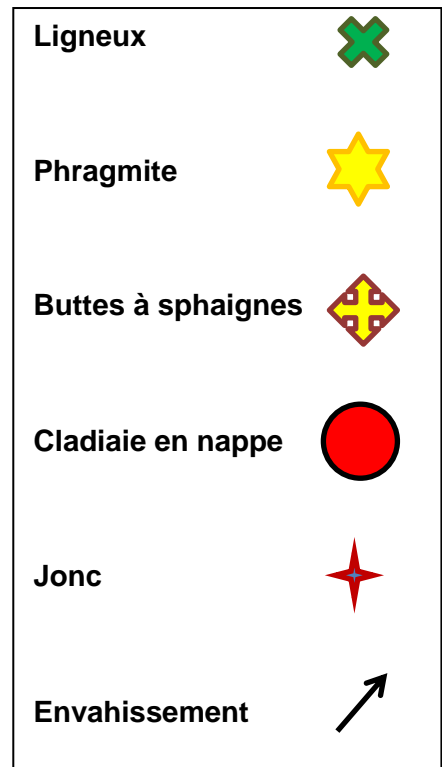 Ligneux
Phragmite
Buttes à sphaignes
Cladiaie en nappe
Jonc
Envahissement